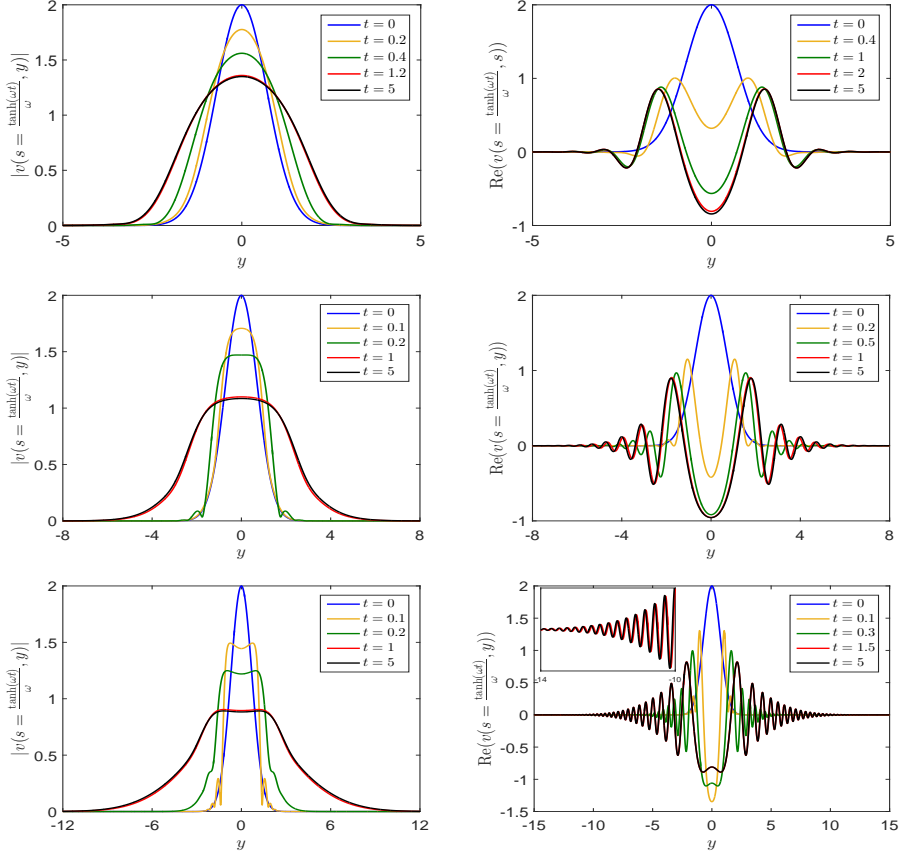 |v(s = tanh(ωt)/ω, y)|
2
1.5
1
0.5
0
-5 0 5
y
t = 0
t = 0.2
t = 0.4
t = 1.2
t = 5
Re(v(s = tanh(ωt)/ω, s))
2
1
0
-1
-5 0 5
y
t = 0
t = 0.4
t = 1
t = 2
t = 5
|v(s = tanh(ωt)/ω, y)|
2
1.5
1
0.5
0
-8 -4 0 4 8
y
t = 0
t = 0.1
t = 0.2
t = 1
t = 5
Re(v(s = tanh(ωt)/ω, y))
2
1
0
-1
-8 -4 0 4 8
y
t = 0
t = 0.2
t = 0.5
t = 1
t = 5
|v(s = tanh(ωt)/ω, y)|
2
1.5
1
0.5
0
-12 -6 0 6 12
y
t = 0
t = 0.1
t = 0.2
t = 1
t = 5
Re(v(s = tanh(ωt)/ω, y))
2
1.5
1
0.5
0
-0.5
-1
-1.5
-14 -10
-15 -10 -5 0 5 10 15
y
t = 0
t = 0.1
t = 0.3
t = 1.5
t = 5